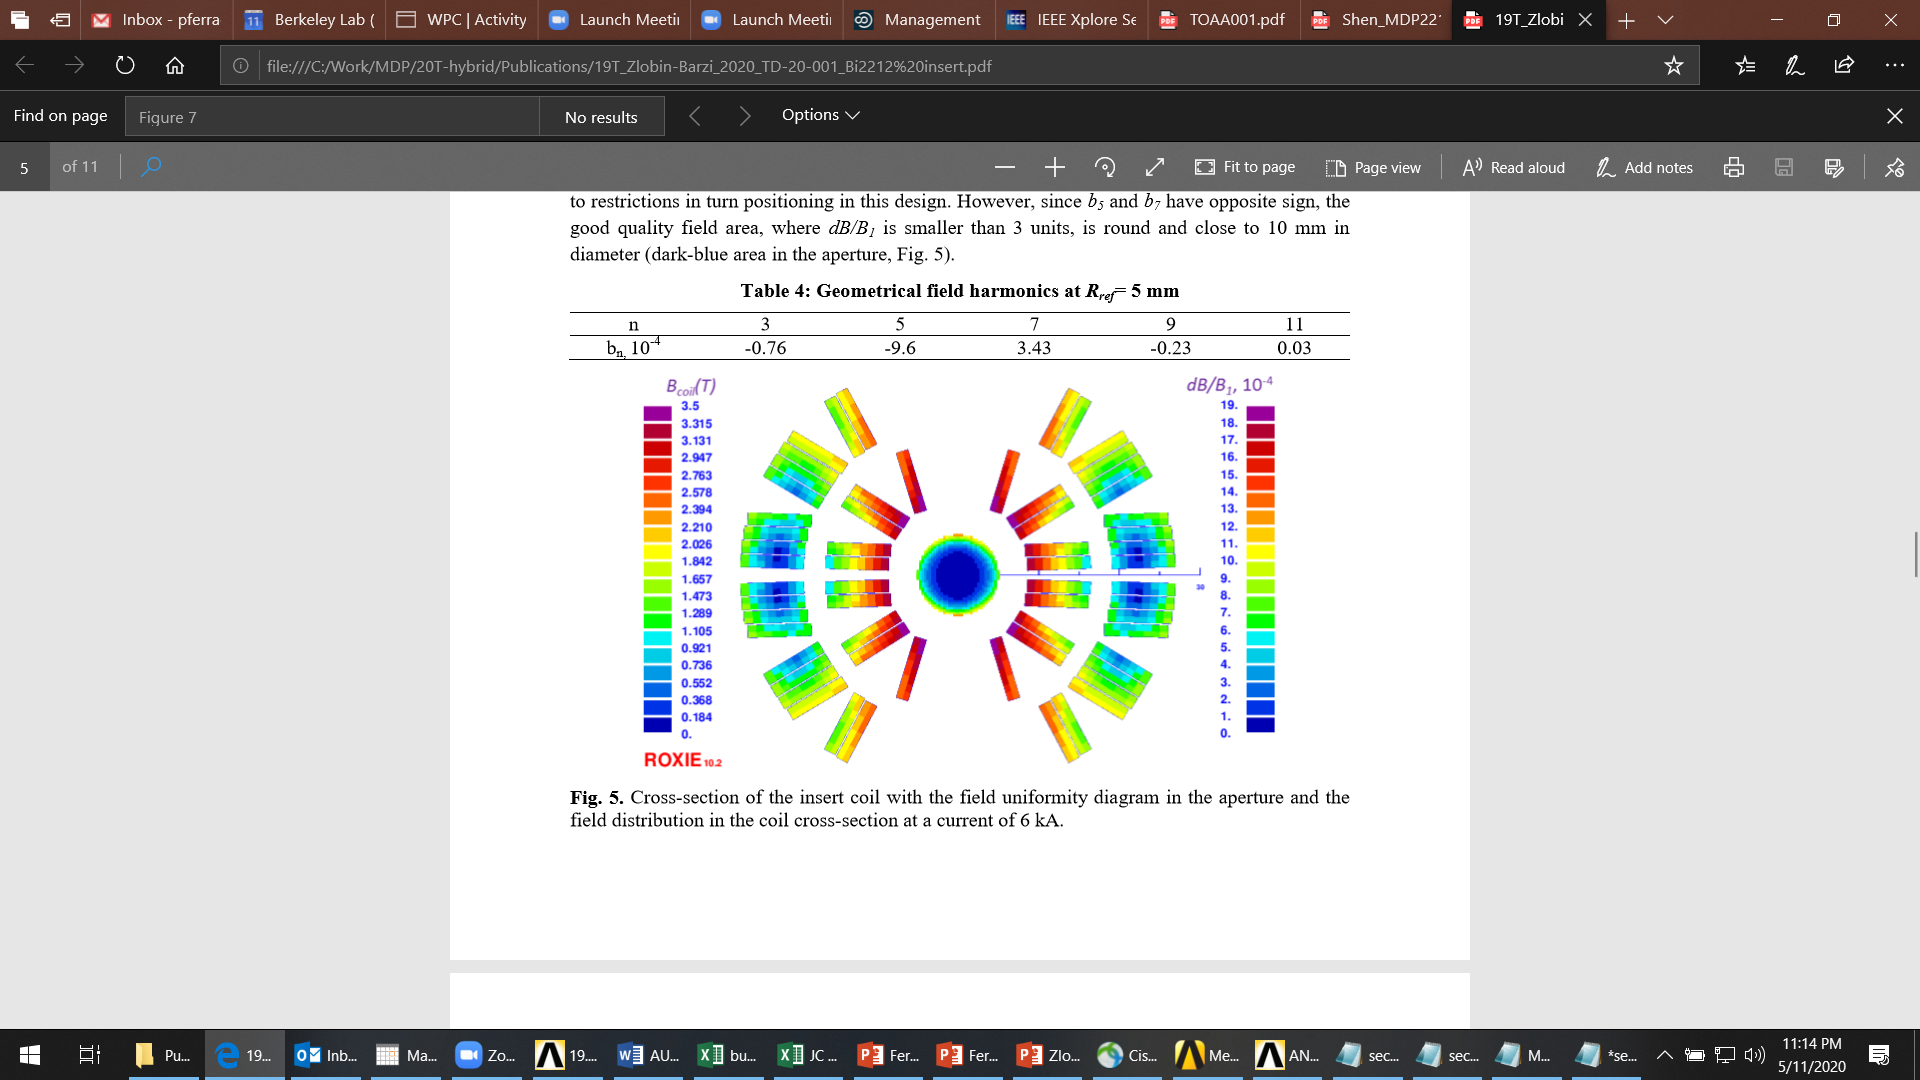 Inbox - pferra
11 Berkeley Lab (
WPC | Activity
Launch Meeti
Launch Meeti
Management
IEEE IEEE Xplore Se
PDF TOAA001.pdf
PDF Shen_MDP22
PDF 19T_Zlobi
file:///C:/Work/MDP/20T-hybrid/Publications/19T_Zlobin-Barzi_2020_TD-20-001_Bi2212%20insert.pdf
Find on page
Figure 7
No results
Options
5 of 11
Fit to page
Page view
Read aloud
Add notes
to restrictions in turn positioning in this design. However, since b5 and b7 have opposite sign, the
good quality field area, where dB/B1 is smaller than 3 units, is round and close to 10 mm in
diameter (dark-blue area in the aperture, Fig. 5).
Table 4: Geometrical field harmonics at Rref= 5 mm
n 3 5 7 9 11
bn, 10-4 -0.76 -9.6 3.43 -0.23 0.03
Bcoil(T)
3.5
3.315
3.131
2.947
2.763
2.578
2.394
2.210
2.026
1.842
1.657
1.473
1.289
1.105
0.921
0.736
0.552
0.368
0.184
0.
ROXIE 10.2
30
dB/B1, 10-4
19.
18.
17.
16.
15.
14.
13.
12.
11.
10.
9.
8.
7.
6.
5.
4.
3.
2.
1.
0.
Fig. 5. Cross-section of the insert coil with the field uniformity diagram in the aperture and the
field distribution in the coil cross-section at a current of 6 kA.
Pu...
19...
Inb...
Ma...
Zo...
19....
AU...
bu...
JC ...
Fer...
Fer...
Zlo...
Cis...
Me...
AN...
sec...
sec...
M...
*se...
11:14 PM
5/11/2020